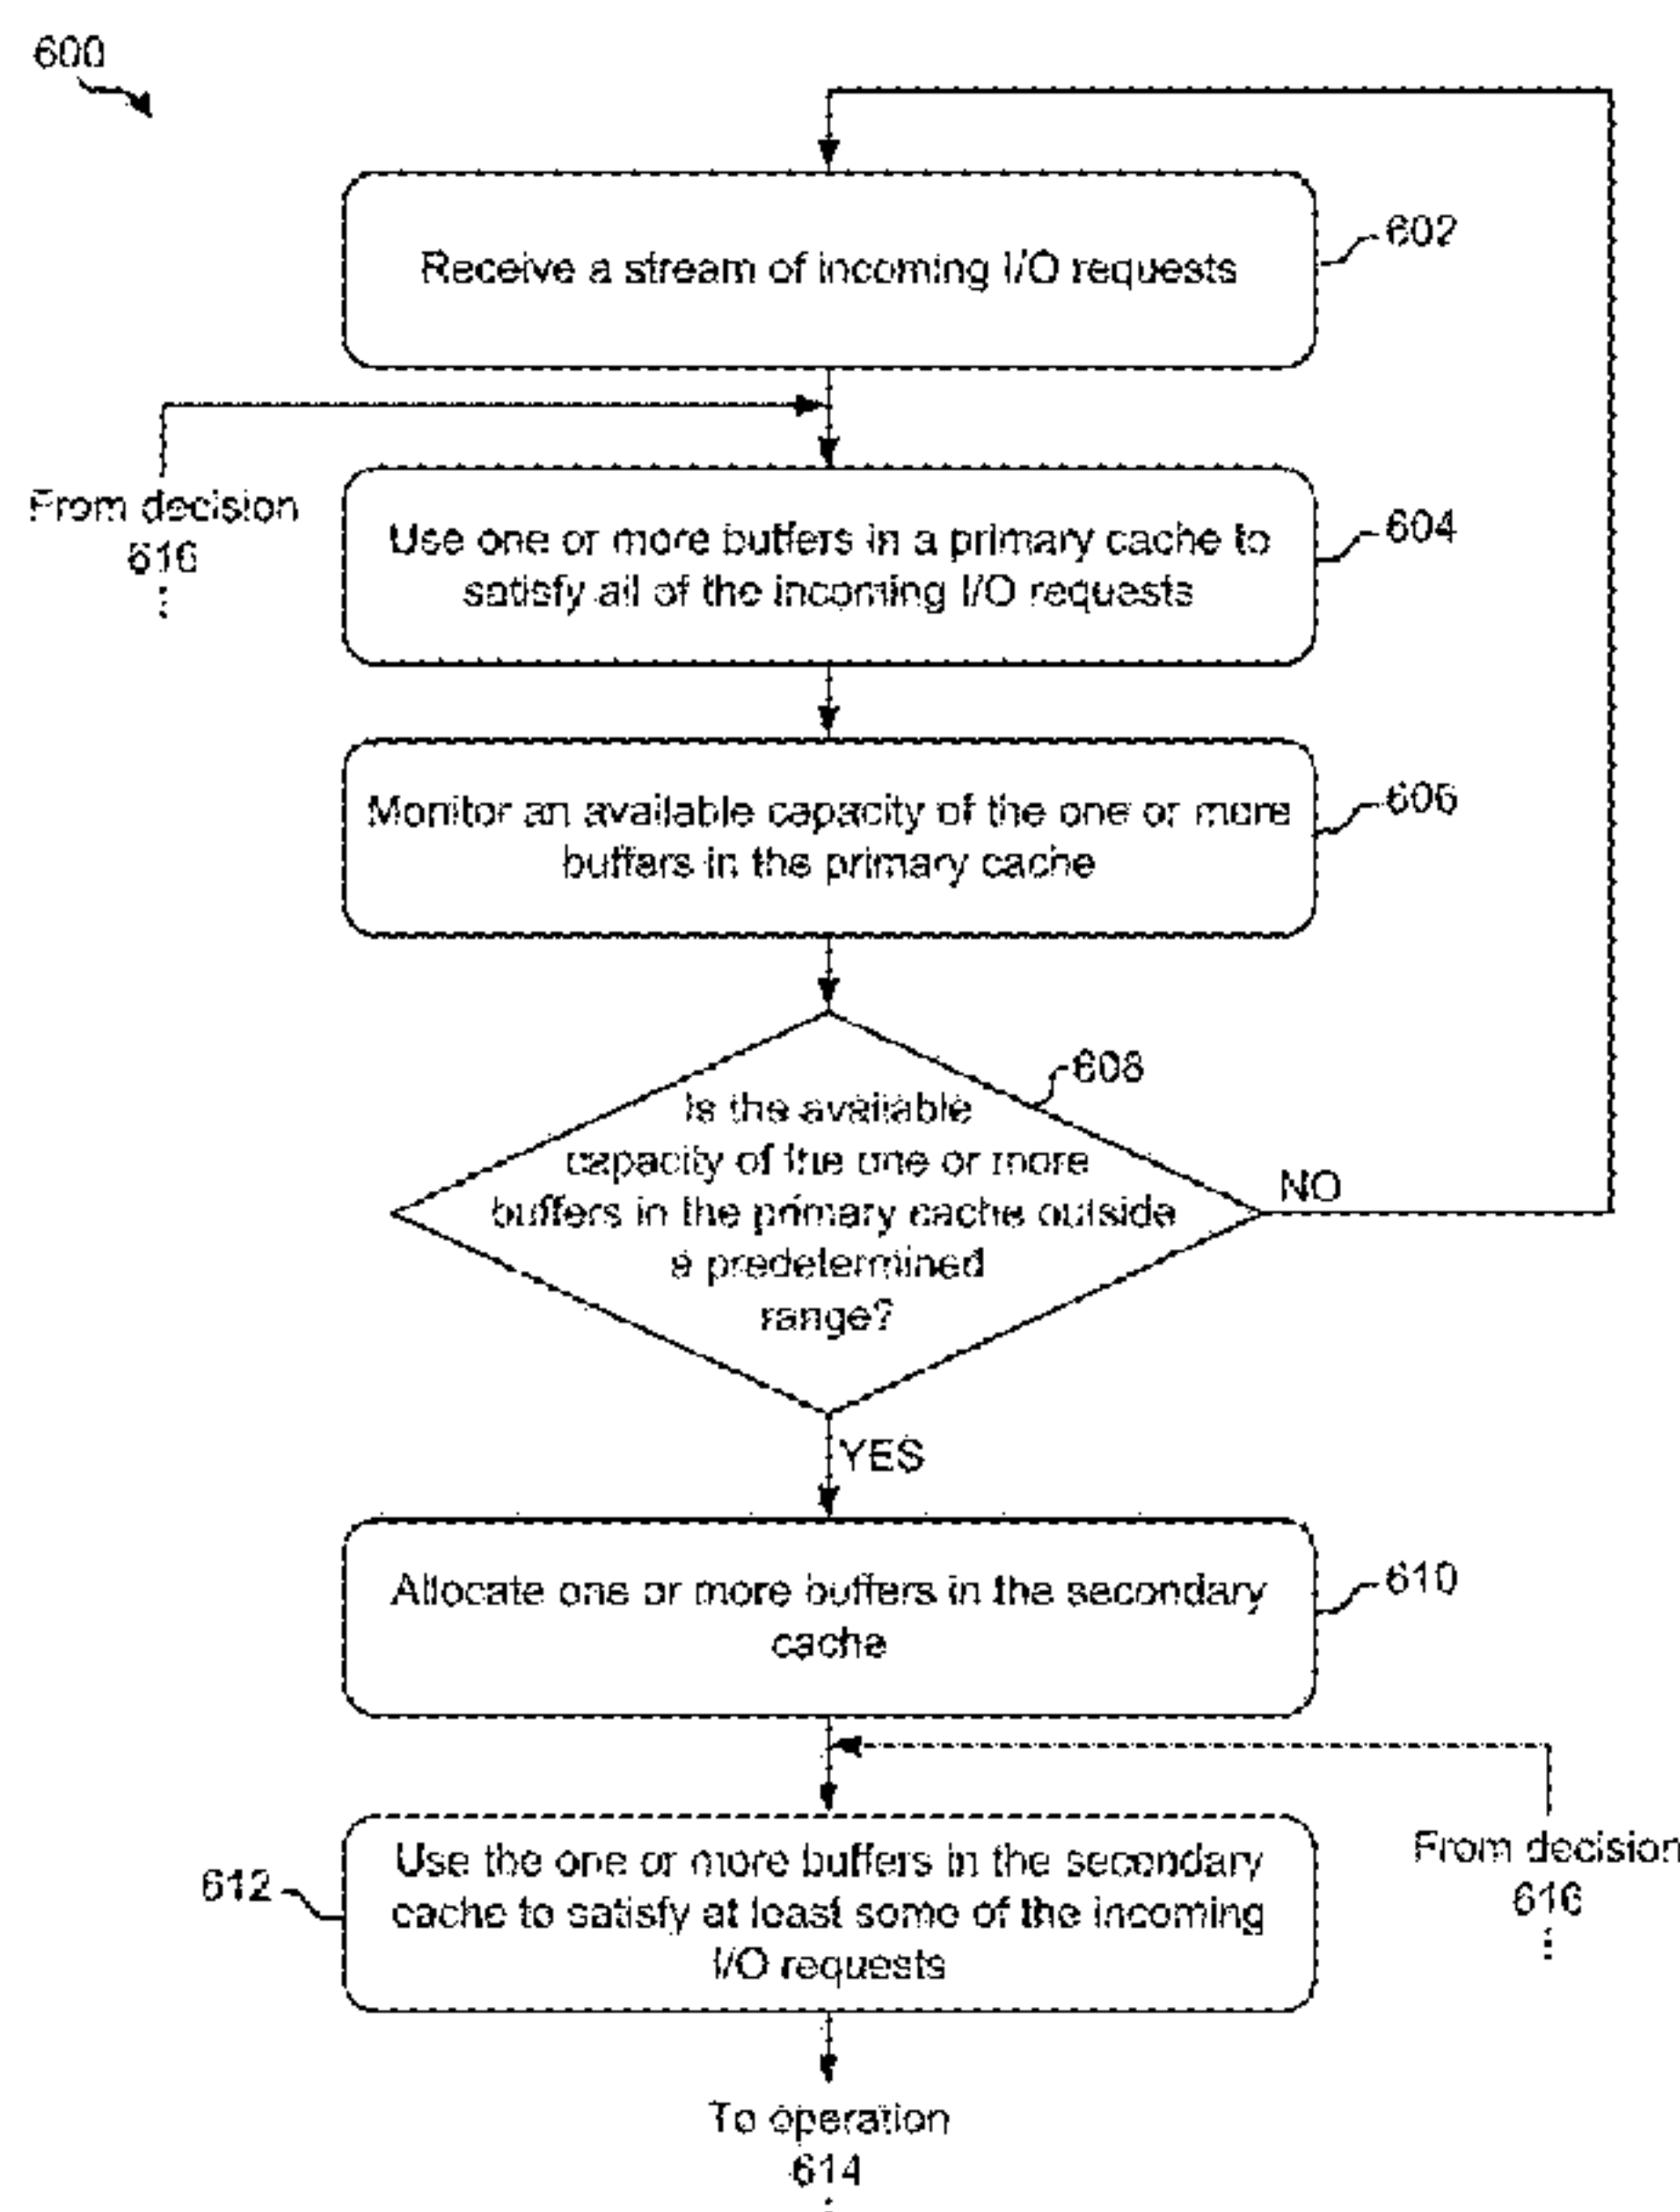 600
Receive a stream of incoming I/O requests
602
From decision
616
⋮
Use one or more buffers in a primary cache to
satisfy all of the incoming I/O requests
604
Monitor an available capacity of the one or more
buffers in the primary cache
606
608
Is the available
capacity of the one or more
buffers in the primary cache outside
a predetermined
range?
NO
YES
Allocate one or more buffers in the secondary
cache
610
612
Use the one or more buffers in the secondary
cache to satisfy at least some of the incoming
I/O requests
From decision
616
⋮
To operation
614